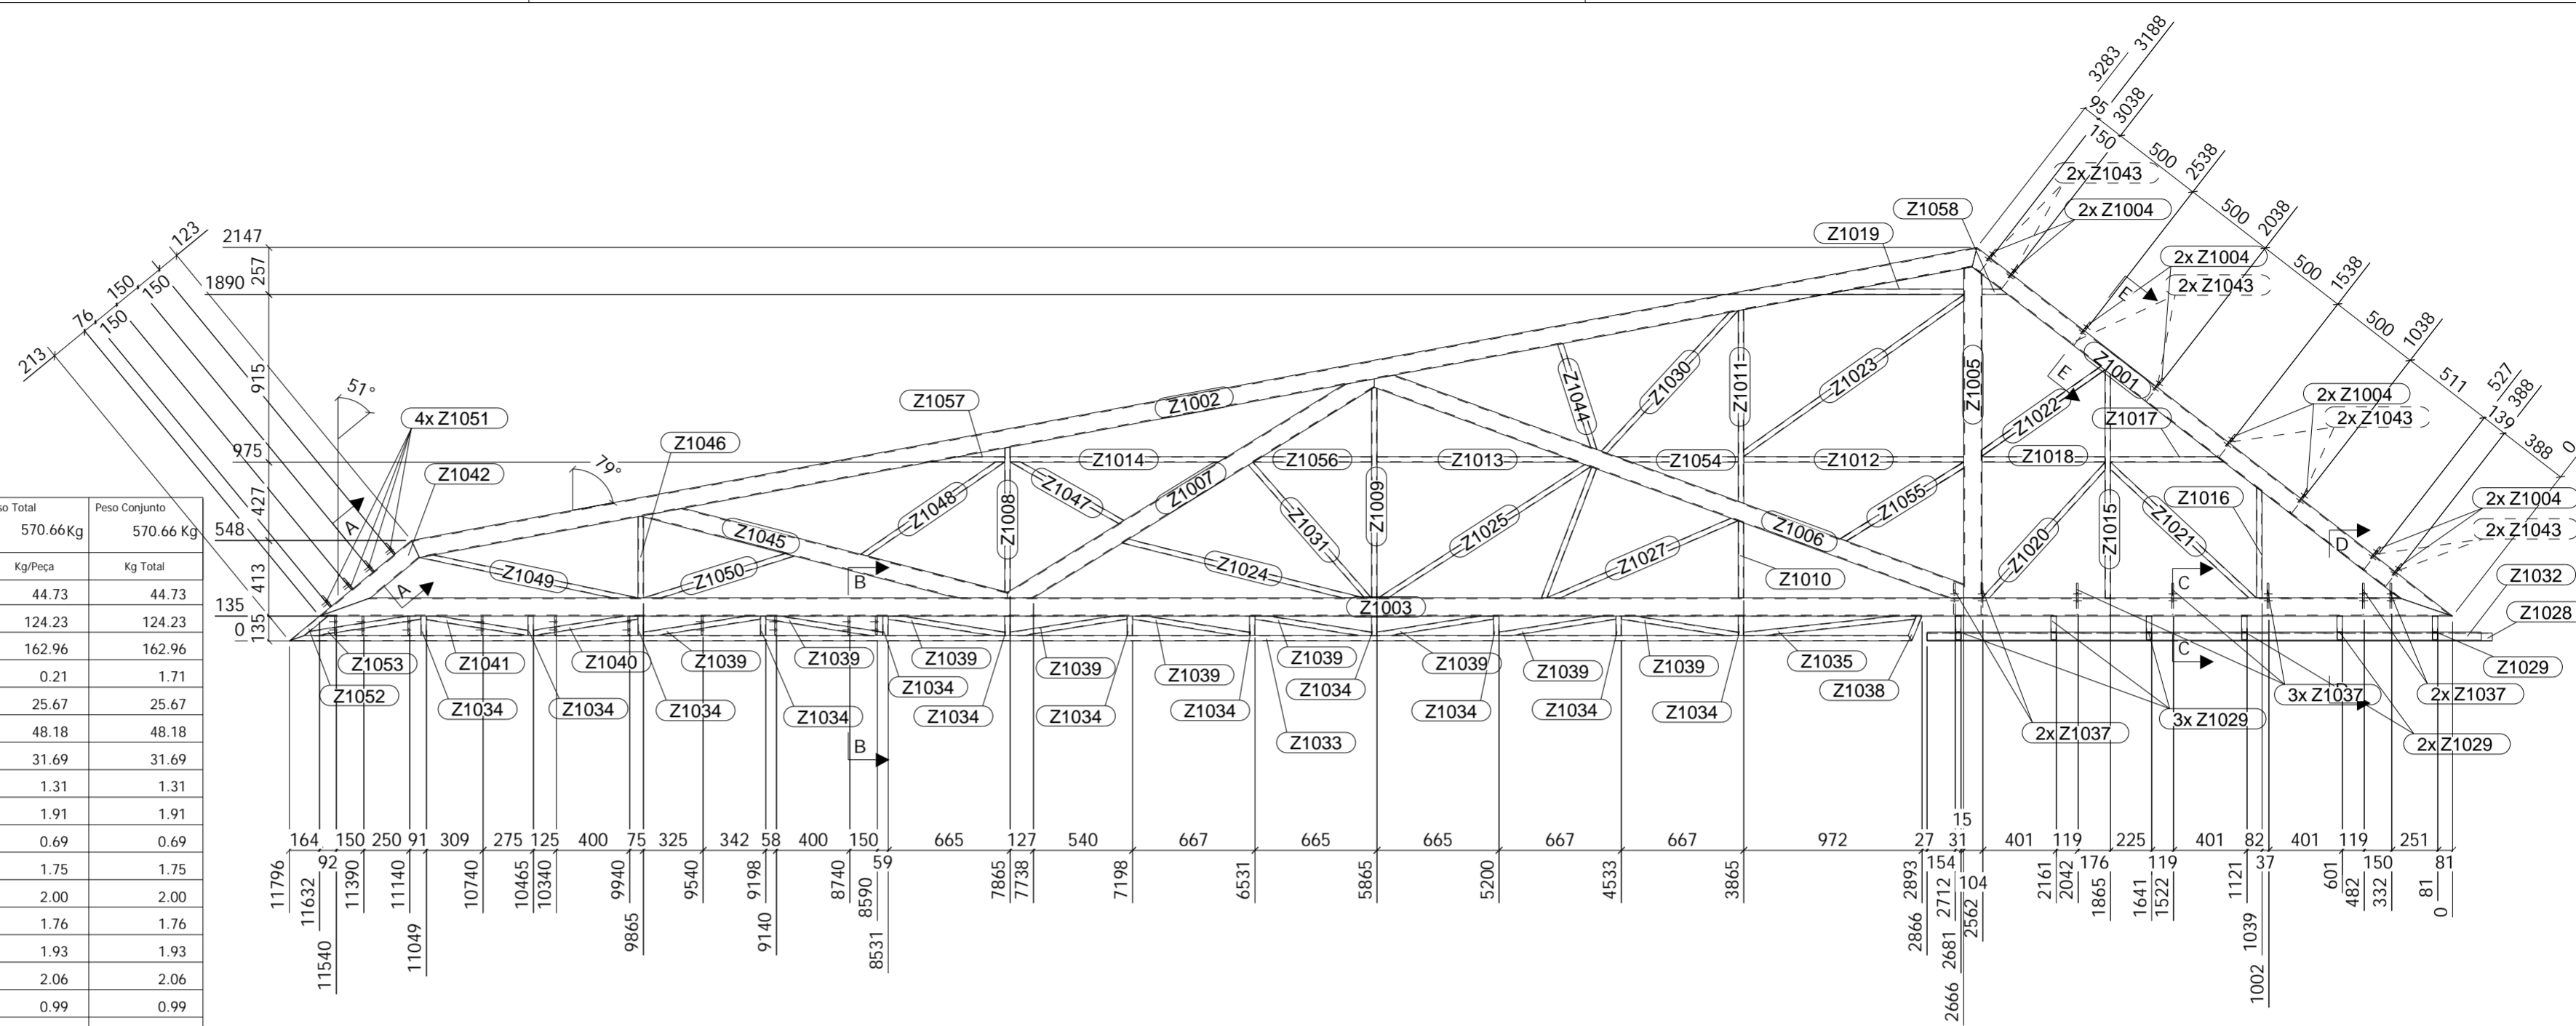 so Total Peso Conjunto
570.66Kg 570.66 Kg
Kg/Peça Kg Total
44.73 44.73
124.23 124.23
162.96 162.96
0.21 1.71
25.67 25.67
48.18 48.18
31.69 31.69
1.31 1.31
1.91 1.91
0.69 0.69
1.75 1.75
2.00 2.00
1.76 1.76
1.93 1.93
2.06 2.06
0.99 0.99
213
76
150
150
150
123
51°
79°
2147
257
1890
915
975
427
548
413
135
135
0
4x Z1051
Z1042
A
A
Z1046
Z1057
Z1002
Z1019
Z1058
Z1049
Z1050
Z1045
Z1048
Z1008
Z1047
Z1014
Z1007
Z1056
Z1031
Z1024
Z1009
Z1013
Z1025
Z1044
Z1030
Z1011
Z1054
Z1027
Z1010
Z1006
Z1023
Z1012
Z1055
Z1005
Z1003
Z1022
Z1001
Z1017
Z1018
Z1020
Z1015
Z1021
Z1016
B
B
C
C
D
D
E
E
3283
3188
95
3038
150
500
2538
500
2038
500
1538
500
1038
511
527
139
388
388
0
2x Z1043
2x Z1004
2x Z1004
2x Z1043
2x Z1004
2x Z1043
2x Z1004
2x Z1043
Z1032
Z1028
Z1029
Z1053
Z1041
Z1040
Z1039
Z1039
Z1039
Z1039
Z1039
Z1039
Z1039
Z1039
Z1039
Z1035
Z1038
Z1052
Z1034
Z1034
Z1034
Z1034
Z1034
Z1034
Z1034
Z1034
Z1034
Z1034
Z1034
Z1034
Z1033
2x Z1037
3x Z1029
3x Z1037
2x Z1037
2x Z1029
164 150 250 91 309 275 125 400 75 325 342 58 400 150 665 127 540 667 665 665 667 667 972 27 31 401 119 225 401 82 401 119 251
15
92 59 154 104 176 119 37 150 81
11796
11632
11540
11390
11140
11049
10740
10465
10340
9940
9865
9540
9198
9140
8740
8590
8531
7865
7738
7198
6531
5865
5200
4533
3865
2893
2866
2712
2681
2666
2562
2161
2042
1865
1641
1522
1121
1039
1002
601
482
332
81
0